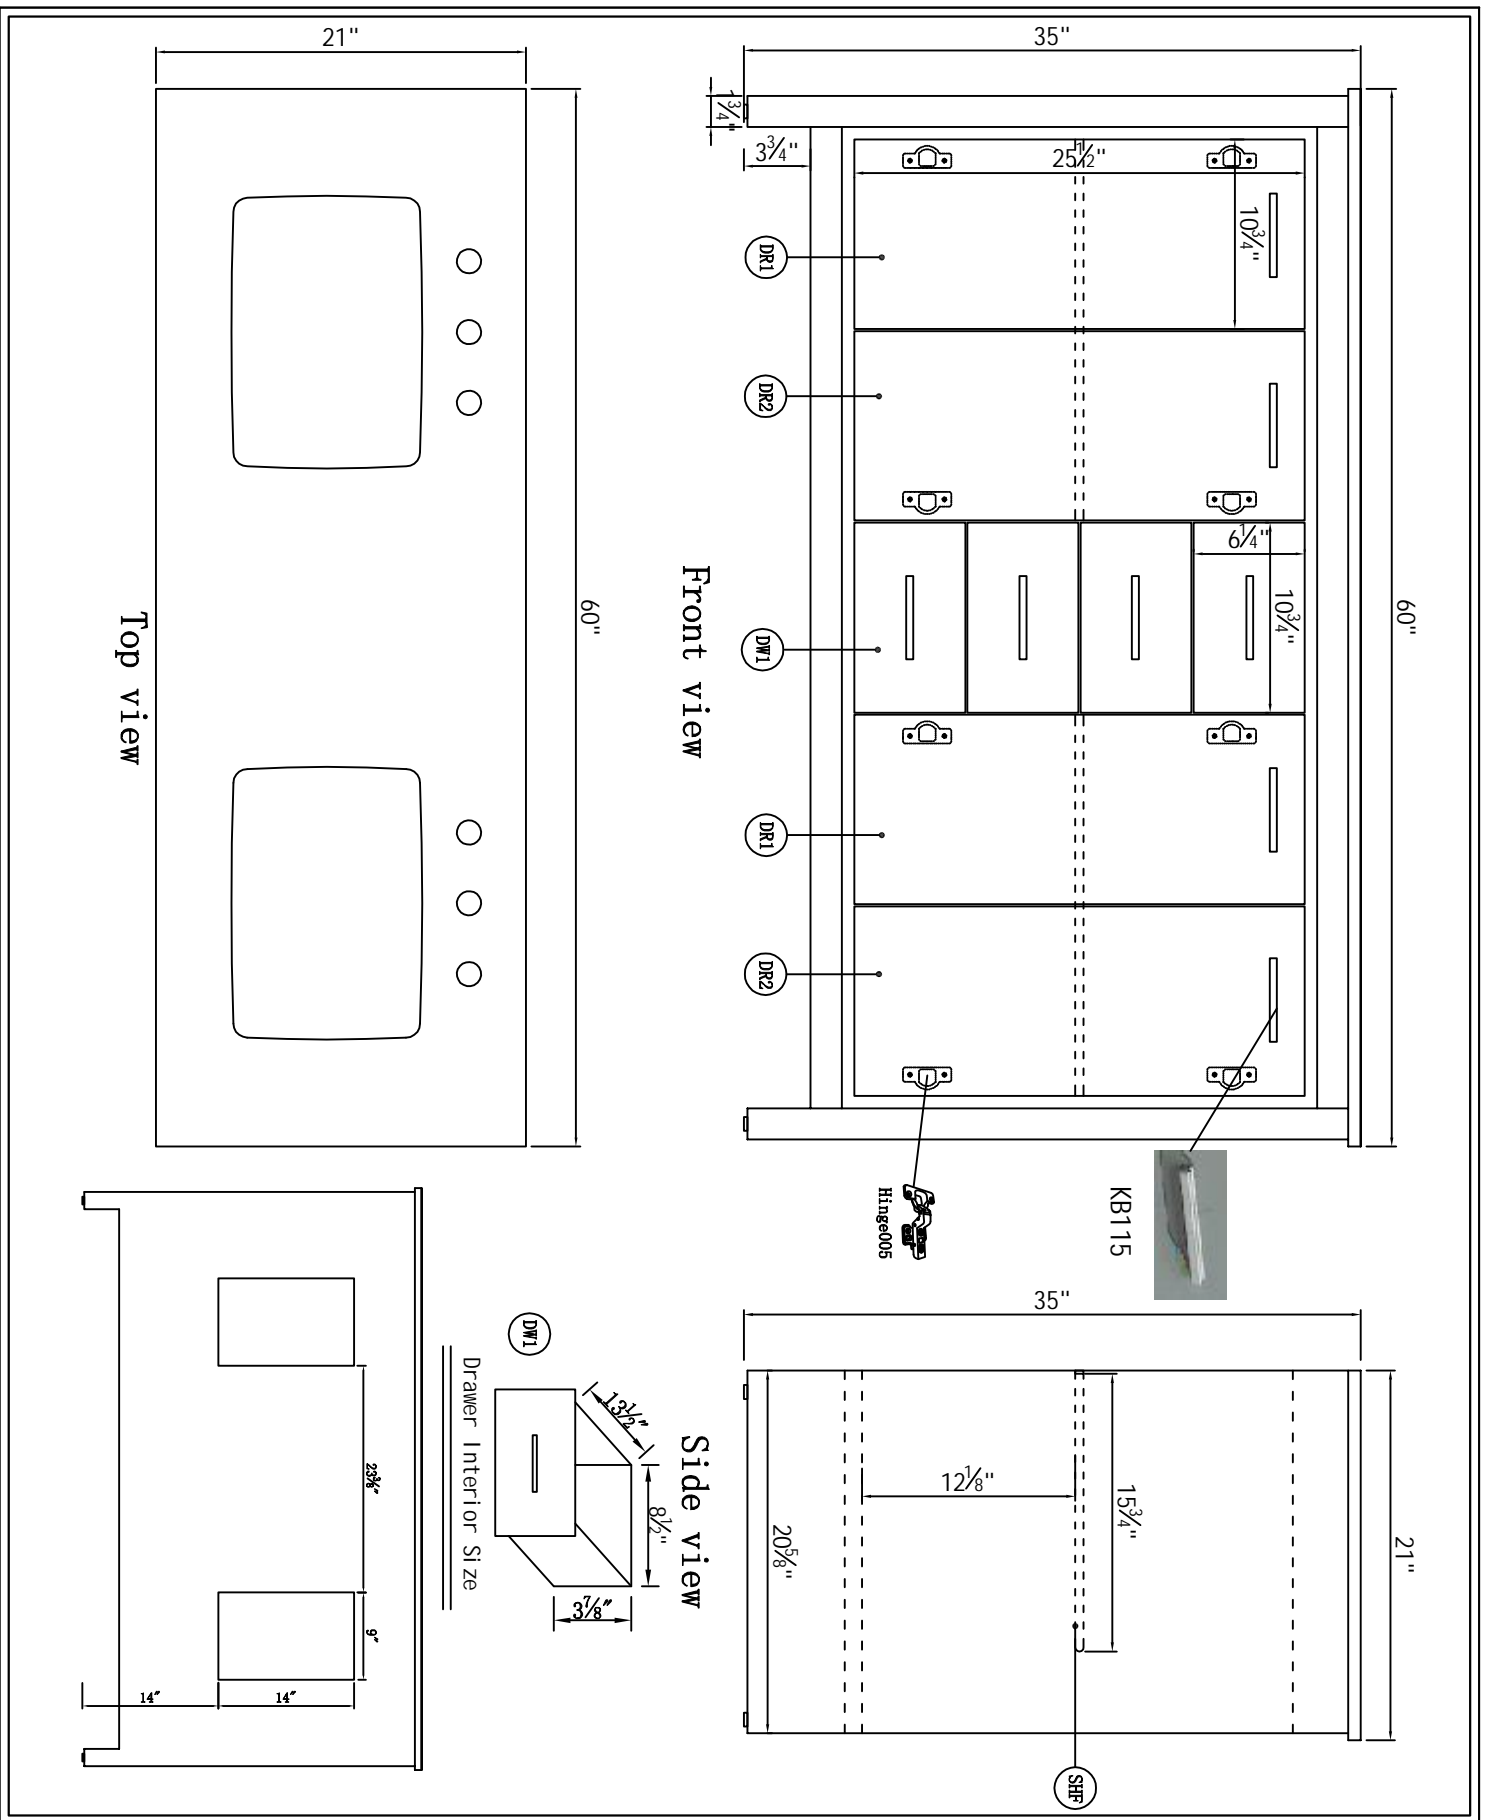 60"
35"
1¾"
3¾"
25½"
10¾"
6¼"
10¾"
DR1
DR2
DW1
DR1
DR2
KB115
Hinge005
Front view
21"
35"
15¾"
12⅛"
20⅝"
SHF
Side view
60"
21"
Top view
DW1
13½"
8½"
3⅞"
Drawer Interior Size
23⅜"
9"
14"
14"